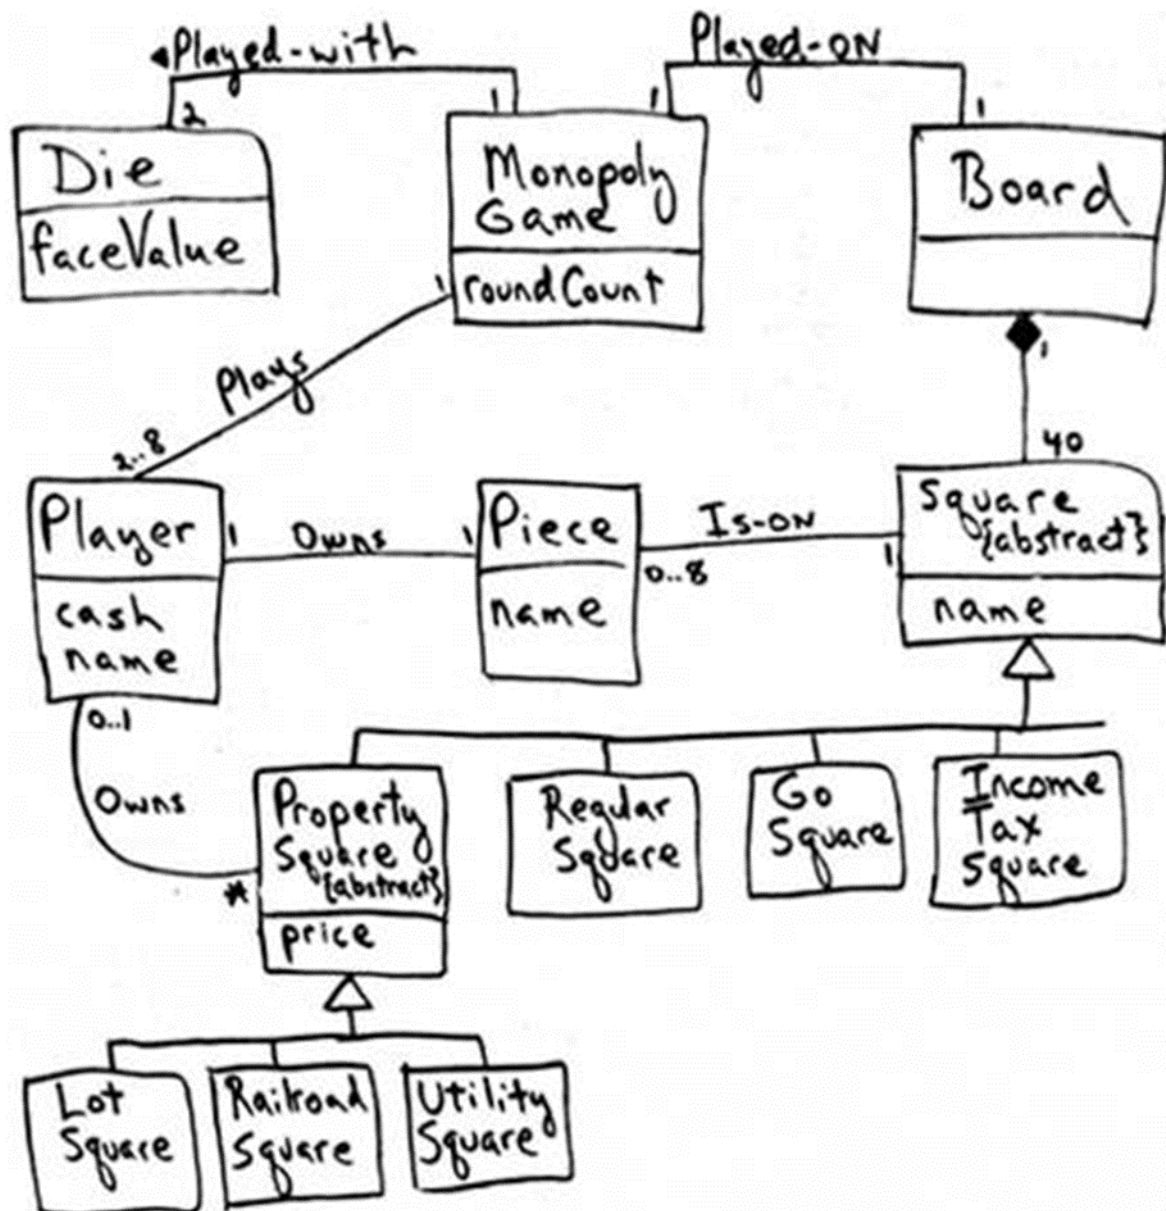 ◂Played-with
Played-ON
2
1
1
1
Die
faceValue
Monopoly
Game
roundCount
Board
1
Plays
2..8
1
40
Player
cash
name
1
Owns
1
Piece
name
Is-ON
0..8
1
Square
{abstract}
name
0..1
Owns
*
Property
Square
{abstract}
price
Regular
Square
Go
Square
Income
Tax
Square
Lot
Square
Railroad
Square
Utility
Square